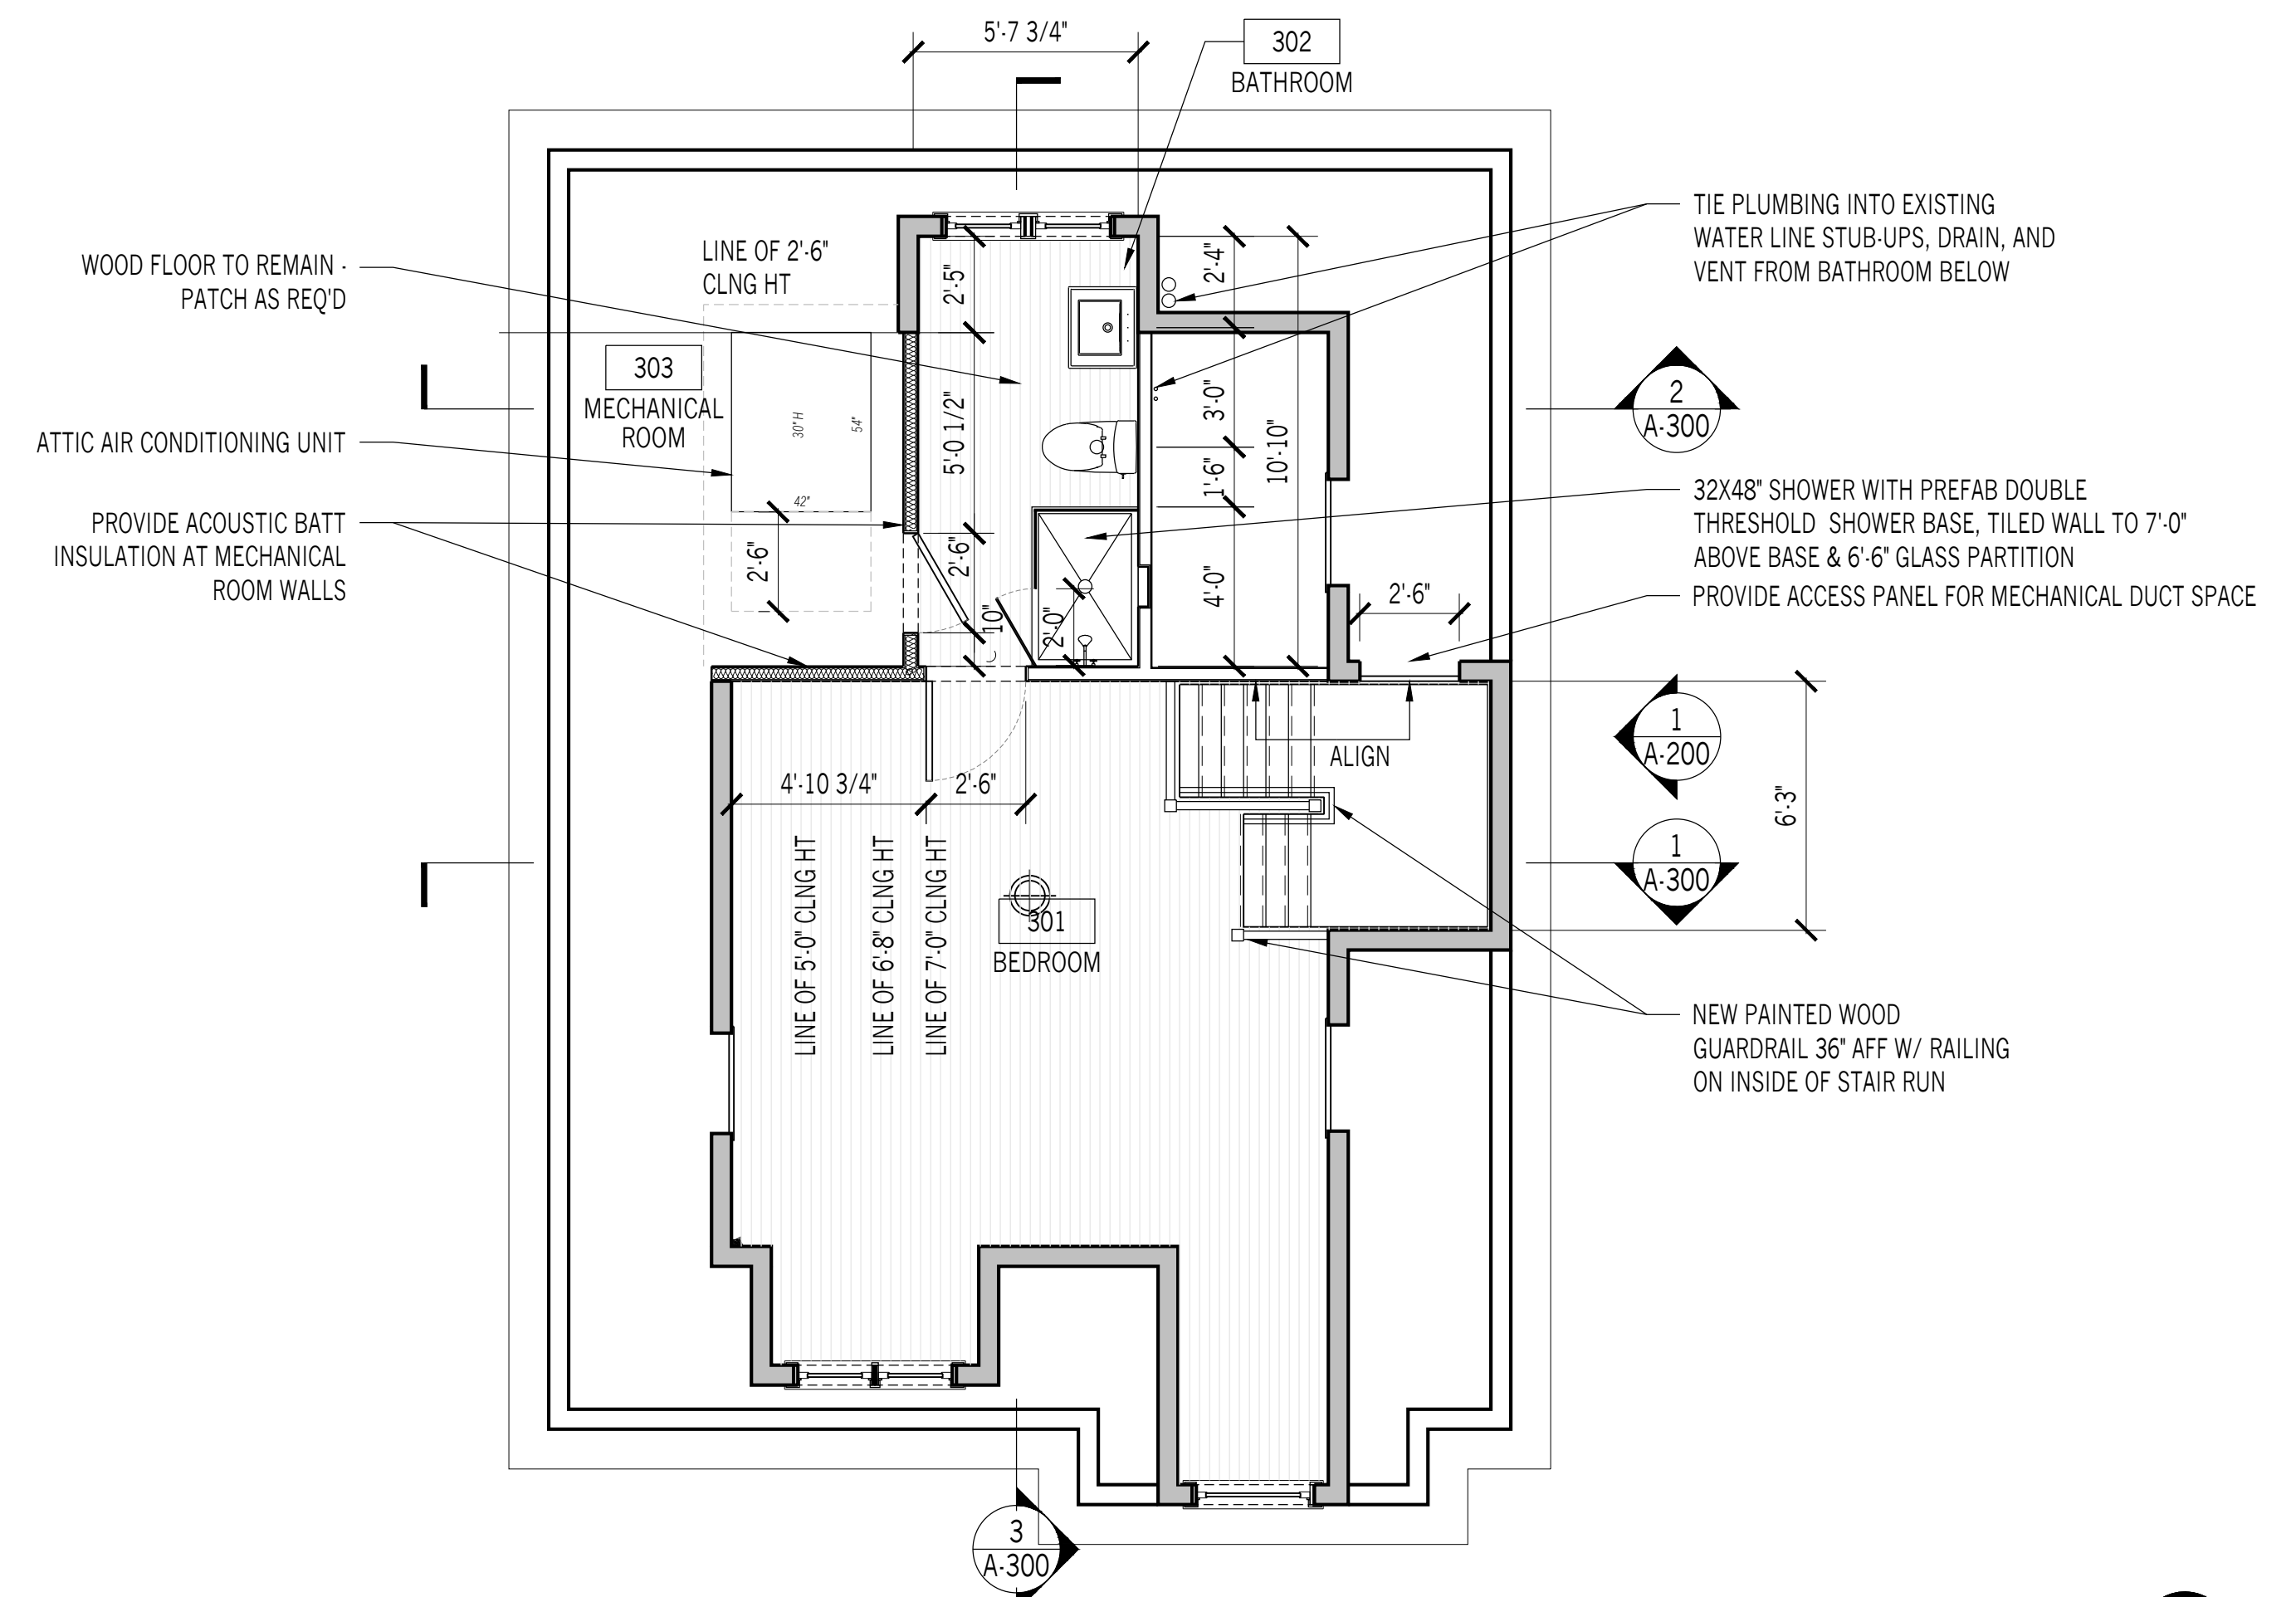 5'-7 3/4"
302
BATHROOM
TIE PLUMBING INTO EXISTING
WATER LINE STUB-UPS, DRAIN, AND
VENT FROM BATHROOM BELOW
WOOD FLOOR TO REMAIN -
PATCH AS REQ'D
LINE OF 2'-6"
CLNG HT
2'-5"
2'-4"
303
MECHANICAL
ROOM
30" H
54"
42"
5'-0 1/2"
3'-0"
1'-6"
10'-10"
2
A-300
ATTIC AIR CONDITIONING UNIT
PROVIDE ACOUSTIC BATT
INSULATION AT MECHANICAL
ROOM WALLS
32X48" SHOWER WITH PREFAB DOUBLE
THRESHOLD SHOWER BASE, TILED WALL TO 7'-0"
ABOVE BASE & 6'-6" GLASS PARTITION
PROVIDE ACCESS PANEL FOR MECHANICAL DUCT SPACE
2'-6"
2'-6"
10"
2'-0"
4'-0"
2'-6"
1
A-200
ALIGN
4'-10 3/4"
2'-6"
6'-3"
1
A-300
LINE OF 5'-0" CLNG HT
LINE OF 6'-8" CLNG HT
LINE OF 7'-0" CLNG HT
301
BEDROOM
NEW PAINTED WOOD
GUARDRAIL 36" AFF W/ RAILING
ON INSIDE OF STAIR RUN
3
A-300